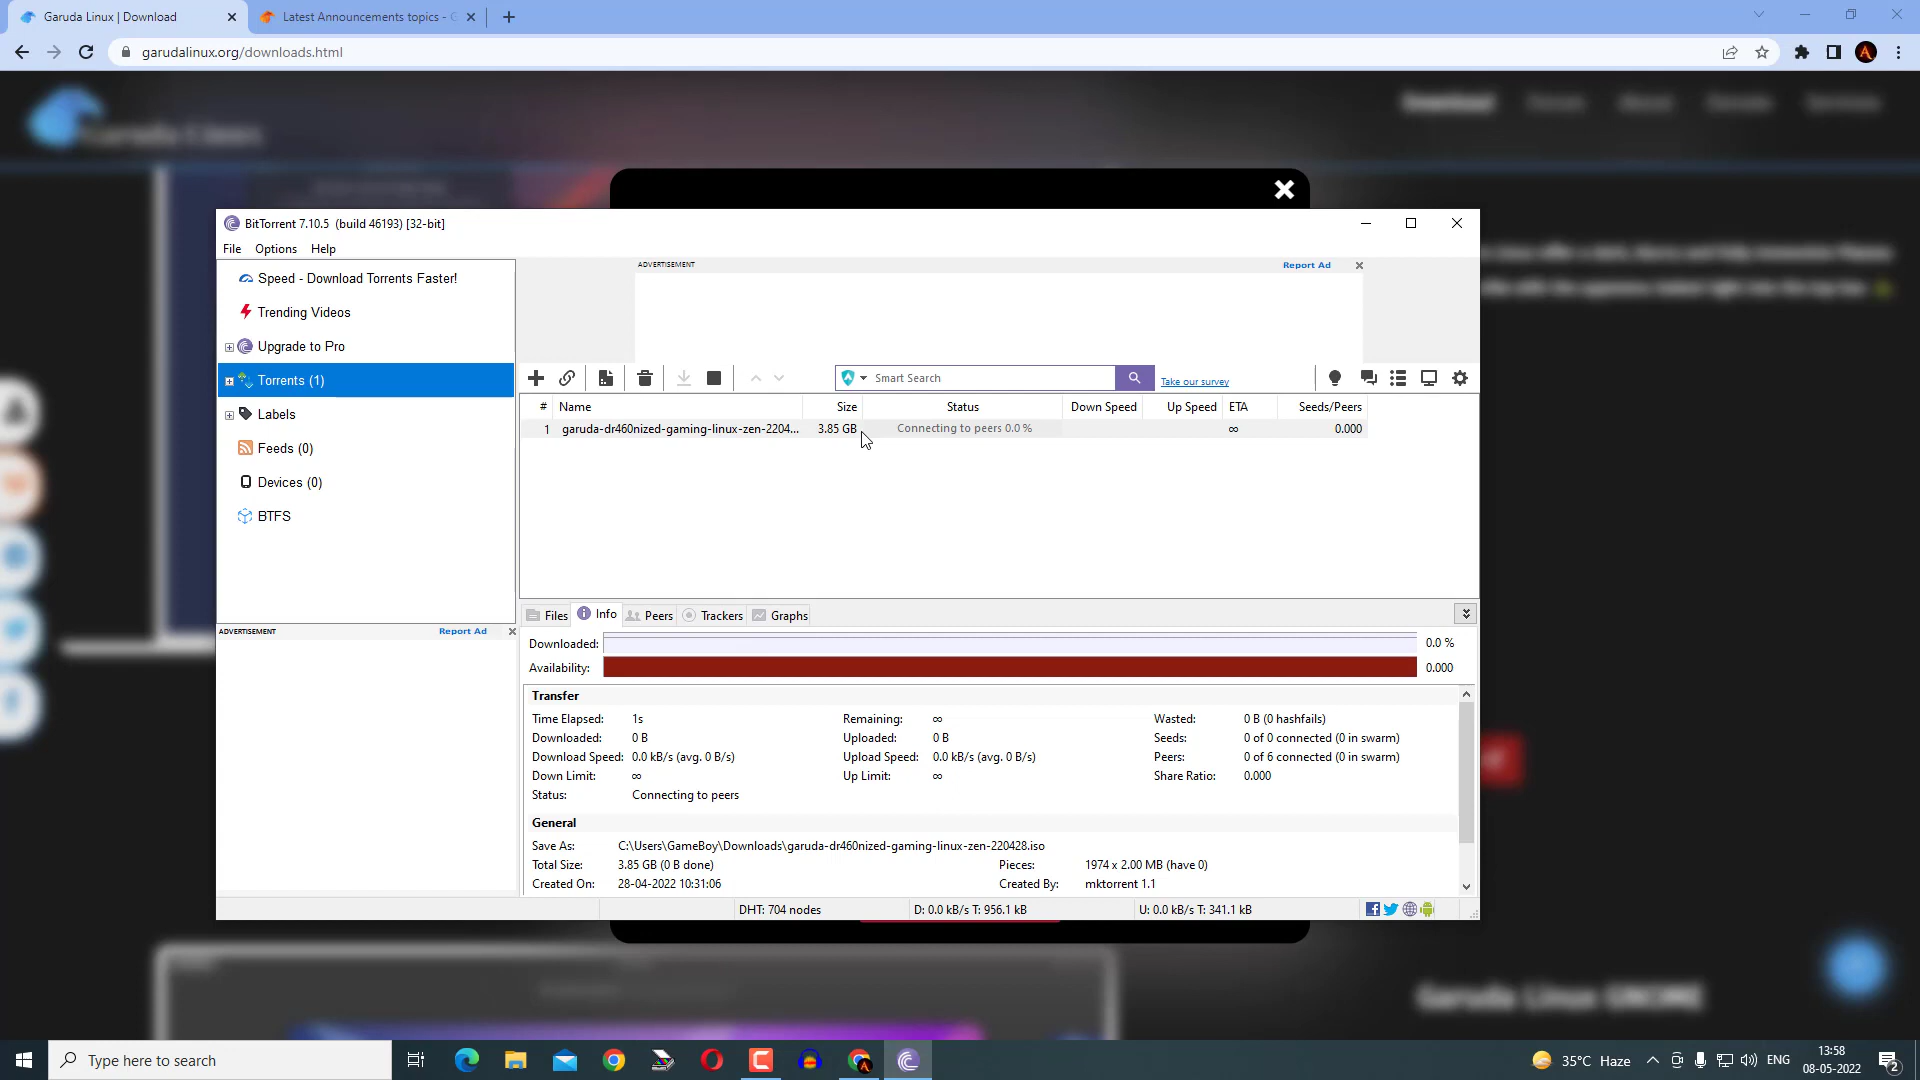 Garuda Linux | Download
Latest Announcements topics - G
garudalinux.org/downloads.html
Garuda Linux
Download Forum About Donate Services
BitTorrent 7.10.5 (build 46193) [32-bit]
File Options Help
Speed - Download Torrents Faster!
Trending Videos
Upgrade to Pro
Torrents (1)
Labels
Feeds (0)
Devices (0)
BTFS
ADVERTISEMENT Report Ad
ADVERTISEMENT Report Ad
Smart Search
Take our survey
# Name Size Status Down Speed Up Speed ETA Seeds/Peers
1 garuda-dr460nized-gaming-linux-zen-2204... 3.85 GB Connecting to peers 0.0 % ∞ 0.000
Files Info Peers Trackers Graphs
Downloaded: 0.0 %
Availability: 0.000
Transfer
Time Elapsed: 1s Remaining: ∞ Wasted: 0 B (0 hashfails)
Downloaded: 0 B Uploaded: 0 B Seeds: 0 of 0 connected (0 in swarm)
Download Speed: 0.0 kB/s (avg. 0 B/s) Upload Speed: 0.0 kB/s (avg. 0 B/s) Peers: 0 of 6 connected (0 in swarm)
Down Limit: ∞ Up Limit: ∞ Share Ratio: 0.000
Status: Connecting to peers
General
Save As: C:\Users\GameBoy\Downloads\garuda-dr460nized-gaming-linux-zen-220428.iso
Total Size: 3.85 GB (0 B done) Pieces: 1974 x 2.00 MB (have 0)
Created On: 28-04-2022 10:31:06 Created By: mktorrent 1.1
DHT: 704 nodes D: 0.0 kB/s T: 956.1 kB U: 0.0 kB/s T: 341.1 kB
Garuda Linux GNOME
Type here to search
35°C Haze
ENG
13:58
08-05-2022
2